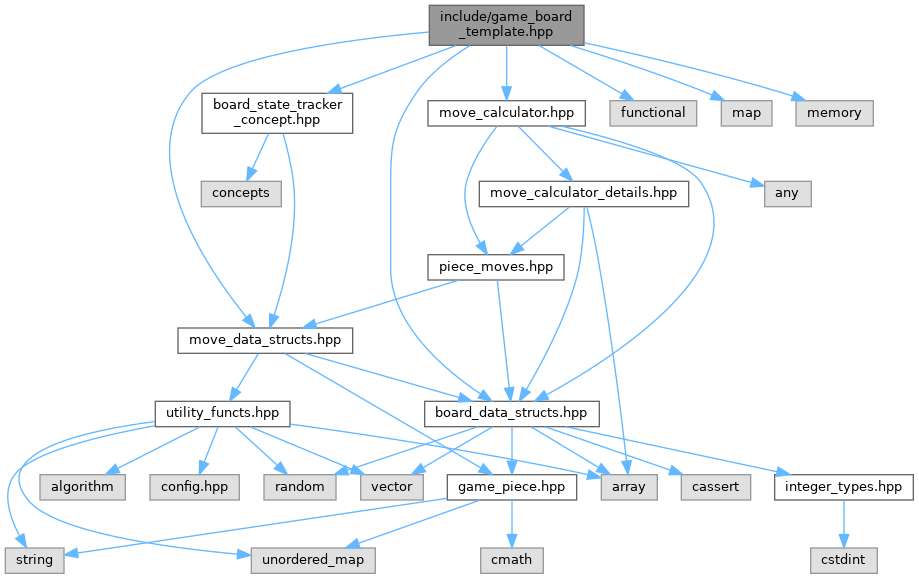 include/game_board
_template.hpp
board_state_tracker
_concept.hpp
move_calculator.hpp
functional
map
memory
concepts
move_calculator_details.hpp
any
piece_moves.hpp
move_data_structs.hpp
utility_functs.hpp
board_data_structs.hpp
algorithm
config.hpp
random
vector
game_piece.hpp
array
cassert
integer_types.hpp
string
unordered_map
cmath
cstdint